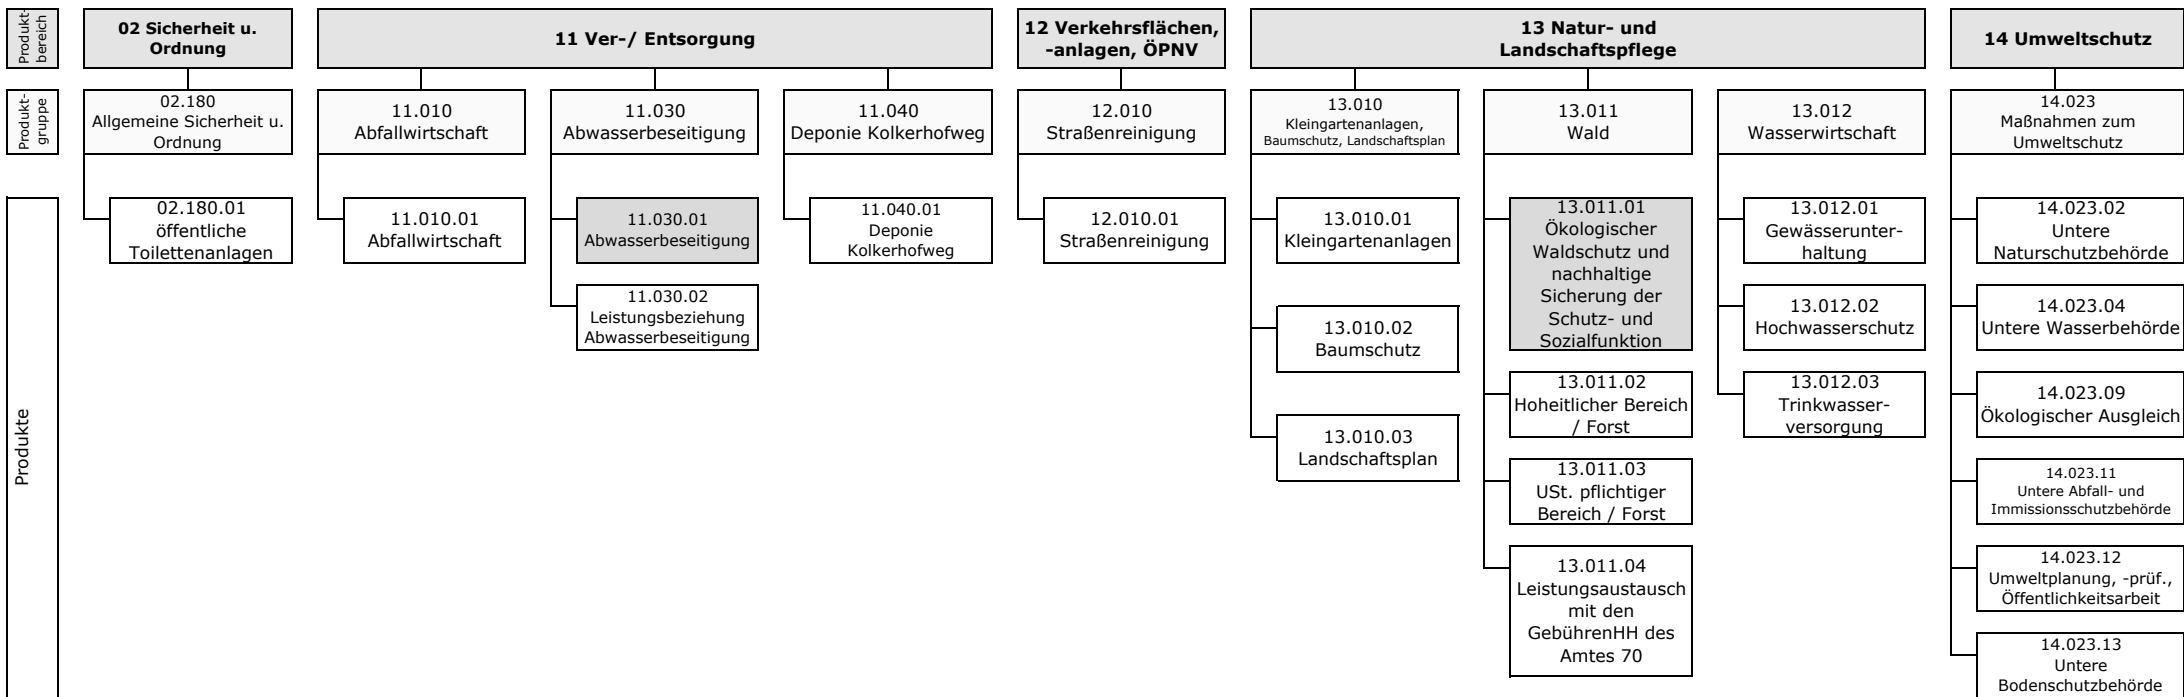 Produkt-
bereich
02 Sicherheit u.
Ordnung
11 Ver-/ Entsorgung
12 Verkehrsflächen,
-anlagen, ÖPNV
13 Natur- und
Landschaftspflege
14 Umweltschutz
Produkt-
gruppe
02.180
Allgemeine Sicherheit u.
Ordnung
11.010
Abfallwirtschaft
11.030
Abwasserbeseitigung
11.040
Deponie Kolkerhofweg
12.010
Straßenreinigung
13.010
Kleingartenanlagen,
Baumschutz, Landschaftsplan
13.011
Wald
13.012
Wasserwirtschaft
14.023
Maßnahmen zum
Umweltschutz
Produkte
02.180.01
öffentliche
Toilettenanlagen
11.010.01
Abfallwirtschaft
11.030.01
Abwasserbeseitigung
11.030.02
Leistungsbeziehung
Abwasserbeseitigung
11.040.01
Deponie
Kolkerhofweg
12.010.01
Straßenreinigung
13.010.01
Kleingartenanlagen
13.010.02
Baumschutz
13.010.03
Landschaftsplan
13.011.01
Ökologischer
Waldschutz und
nachhaltige
Sicherung der
Schutz- und
Sozialfunktion
13.011.02
Hoheitlicher Bereich
/ Forst
13.011.03
USt. pflichtiger
Bereich / Forst
13.011.04
Leistungsaustausch
mit den
GebührenHH des
Amtes 70
13.012.01
Gewässerunter-
haltung
13.012.02
Hochwasserschutz
13.012.03
Trinkwasser-
versorgung
14.023.02
Untere
Naturschutzbehörde
14.023.04
Untere Wasserbehörde
14.023.09
Ökologischer Ausgleich
14.023.11
Untere Abfall- und
Immissionsschutzbehörde
14.023.12
Umweltplanung, -prüf.,
Öffentlichkeitsarbeit
14.023.13
Untere
Bodenschutzbehörde